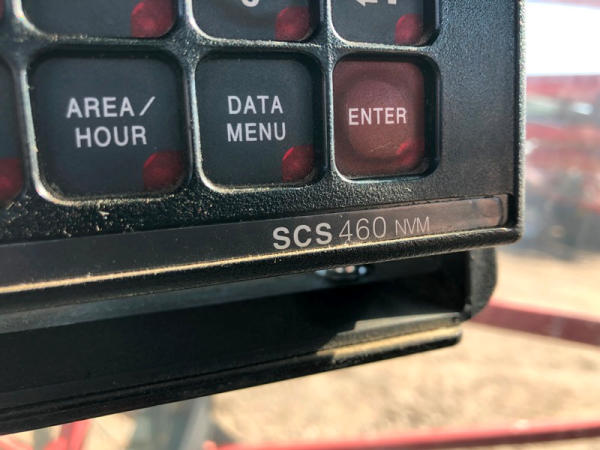 AREA/
HOUR
DATA
MENU
ENTER
SCS 460 NVM